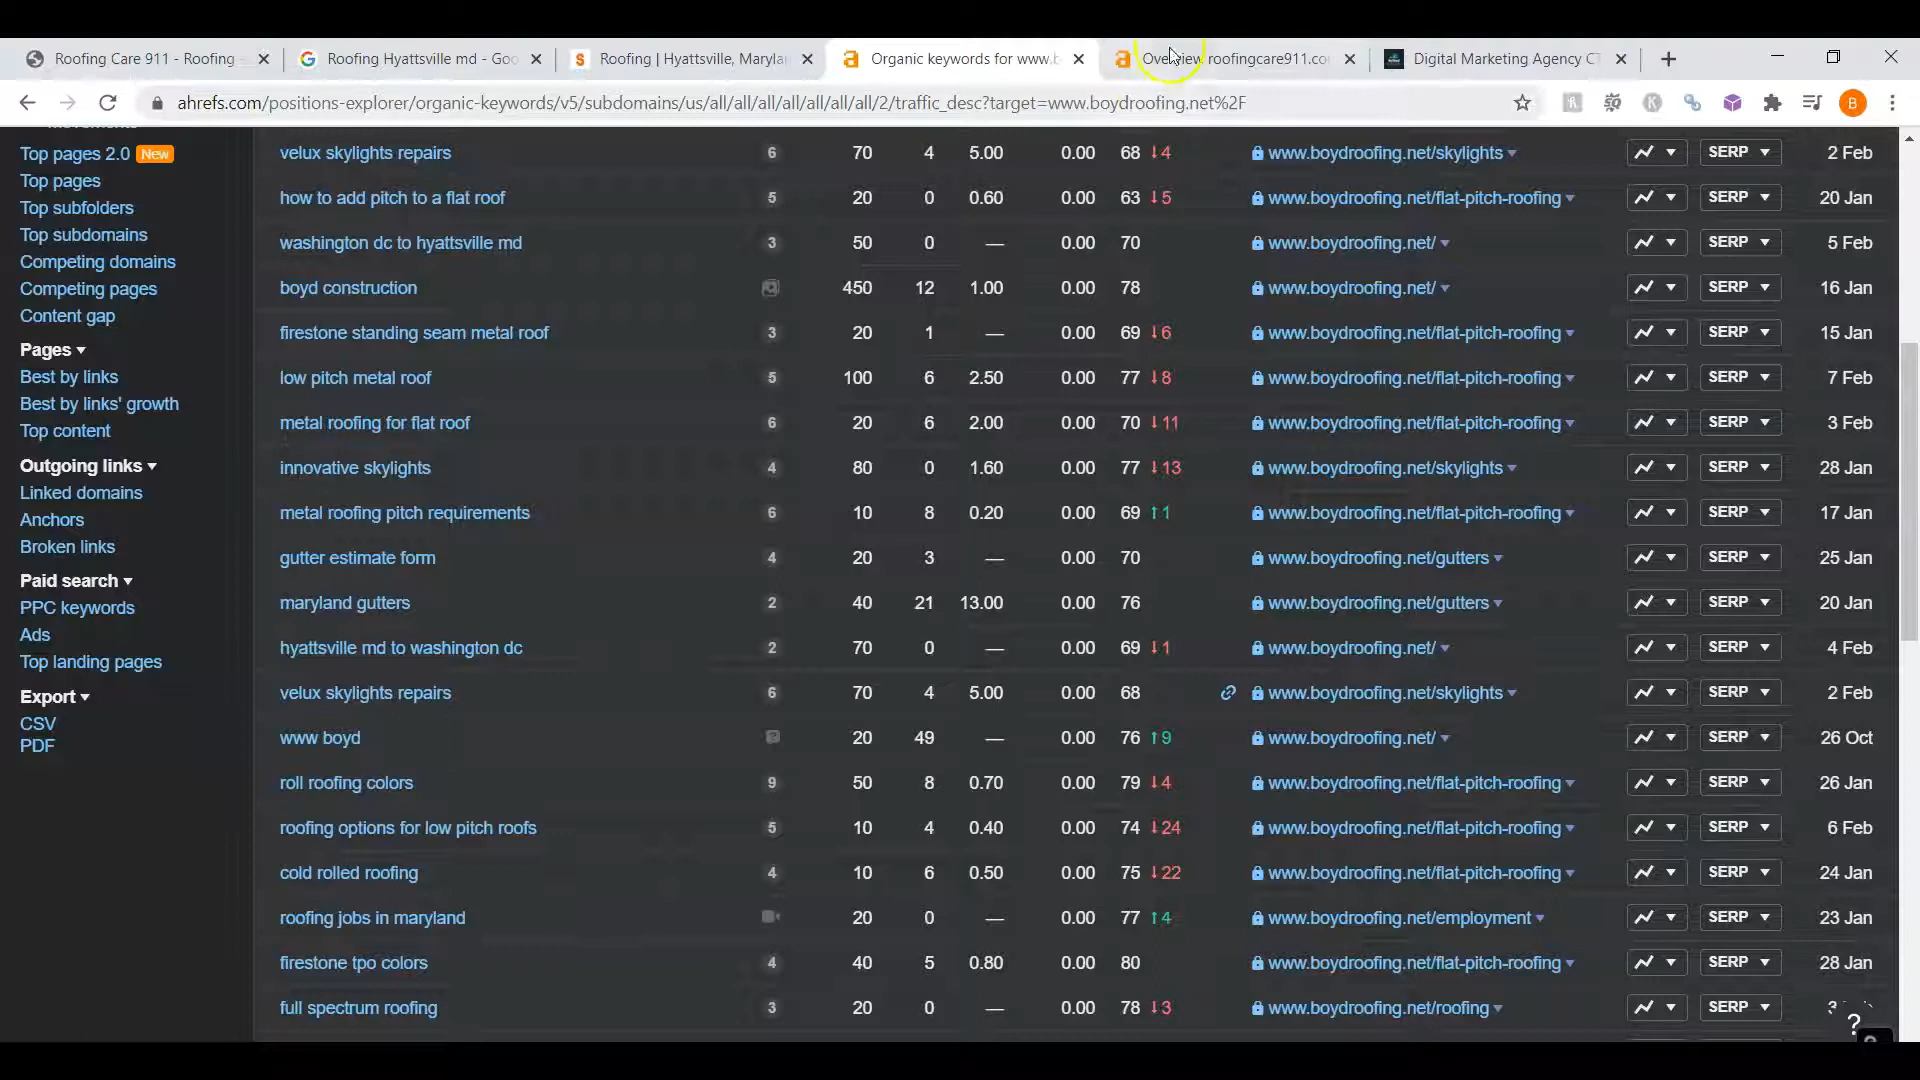 Roofing Care 911 - Roofing
Roofing Hyattsville md - Goo
Roofing | Hyattsville, Maryla
Organic keywords for www.b
Overview: roofingcare911.co
Digital Marketing Agency CT
ahrefs.com/positions-explorer/organic-keywords/v5/subdomains/us/all/all/all/all/all/all/all/2/traffic_desc?target=www.boydroofing.net%2F
B
Top pages 2.0 New
Top pages
Top subfolders
Top subdomains
Competing domains
Competing pages
Content gap
Pages
Best by links
Best by links' growth
Top content
Outgoing links
Linked domains
Anchors
Broken links
Paid search
PPC keywords
Ads
Top landing pages
Export
CSV
PDF
velux skylights repairs 6 70 4 5.00 0.00 68 ↓4 www.boydroofing.net/skylights SERP 2 Feb
how to add pitch to a flat roof 5 20 0 0.60 0.00 63 ↓5 www.boydroofing.net/flat-pitch-roofing SERP 20 Jan
washington dc to hyattsville md 3 50 0 — 0.00 70 www.boydroofing.net/ SERP 5 Feb
boyd construction 450 12 1.00 0.00 78 www.boydroofing.net/ SERP 16 Jan
firestone standing seam metal roof 3 20 1 — 0.00 69 ↓6 www.boydroofing.net/flat-pitch-roofing SERP 15 Jan
low pitch metal roof 5 100 6 2.50 0.00 77 ↓8 www.boydroofing.net/flat-pitch-roofing SERP 7 Feb
metal roofing for flat roof 6 20 6 2.00 0.00 70 ↓11 www.boydroofing.net/flat-pitch-roofing SERP 3 Feb
innovative skylights 4 80 0 1.60 0.00 77 ↓13 www.boydroofing.net/skylights SERP 28 Jan
metal roofing pitch requirements 6 10 8 0.20 0.00 69 ↑1 www.boydroofing.net/flat-pitch-roofing SERP 17 Jan
gutter estimate form 4 20 3 — 0.00 70 www.boydroofing.net/gutters SERP 25 Jan
maryland gutters 2 40 21 13.00 0.00 76 www.boydroofing.net/gutters SERP 20 Jan
hyattsville md to washington dc 2 70 0 — 0.00 69 ↓1 www.boydroofing.net/ SERP 4 Feb
velux skylights repairs 6 70 4 5.00 0.00 68 www.boydroofing.net/skylights SERP 2 Feb
www boyd 20 49 — 0.00 76 ↑9 www.boydroofing.net/ SERP 26 Oct
roll roofing colors 9 50 8 0.70 0.00 79 ↓4 www.boydroofing.net/flat-pitch-roofing SERP 26 Jan
roofing options for low pitch roofs 5 10 4 0.40 0.00 74 ↓24 www.boydroofing.net/flat-pitch-roofing SERP 6 Feb
cold rolled roofing 4 10 6 0.50 0.00 75 ↓22 www.boydroofing.net/flat-pitch-roofing SERP 24 Jan
roofing jobs in maryland 20 0 — 0.00 77 ↑4 www.boydroofing.net/employment SERP 23 Jan
firestone tpo colors 4 40 5 0.80 0.00 80 www.boydroofing.net/flat-pitch-roofing SERP 28 Jan
full spectrum roofing 3 20 0 — 0.00 78 ↓3 www.boydroofing.net/roofing SERP
?